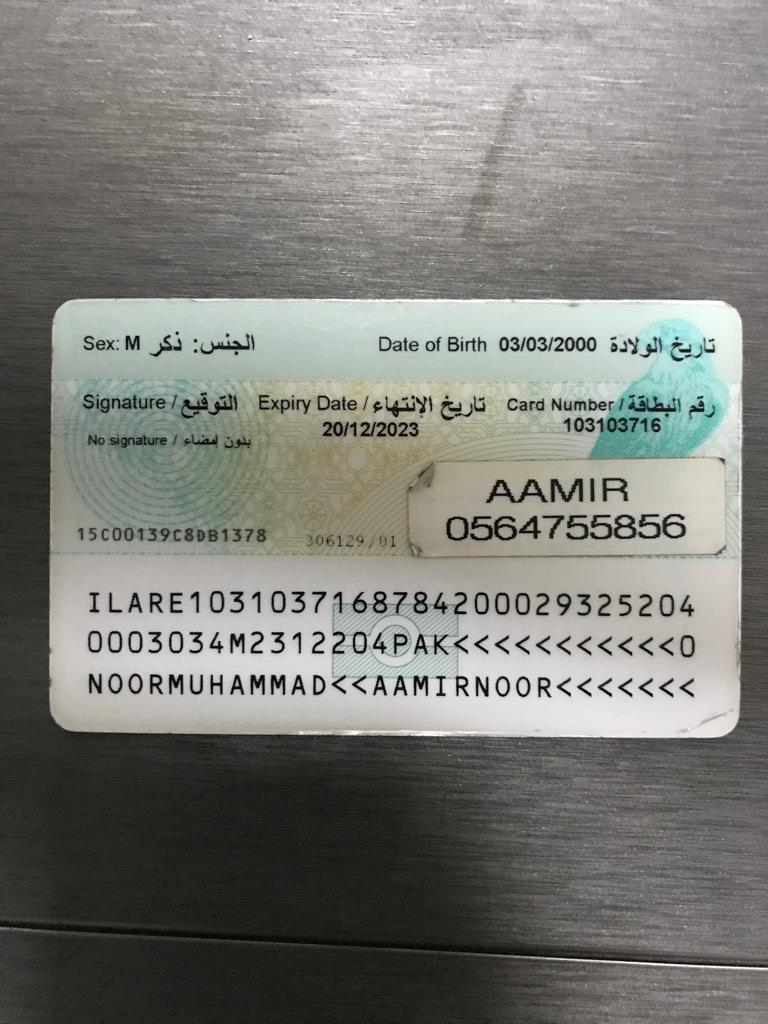 Sex: M الجنس: ذكر Date of Birth 03/03/2000 تاريخ الولادة
Signature / التوقيع Expiry Date / تاريخ الإنتهاء Card Number / رقم البطاقة
20/12/2023 103103716
No signature / بدون إمضاء
AAMIR
0564755856
15C00139C8DB1378 306129/01
ILARE1031037168784200029325204
0003034M2312204PAK<<<<<<<<<<<0
NOORMUHAMMAD<<AAMIRNOOR<<<<<<<